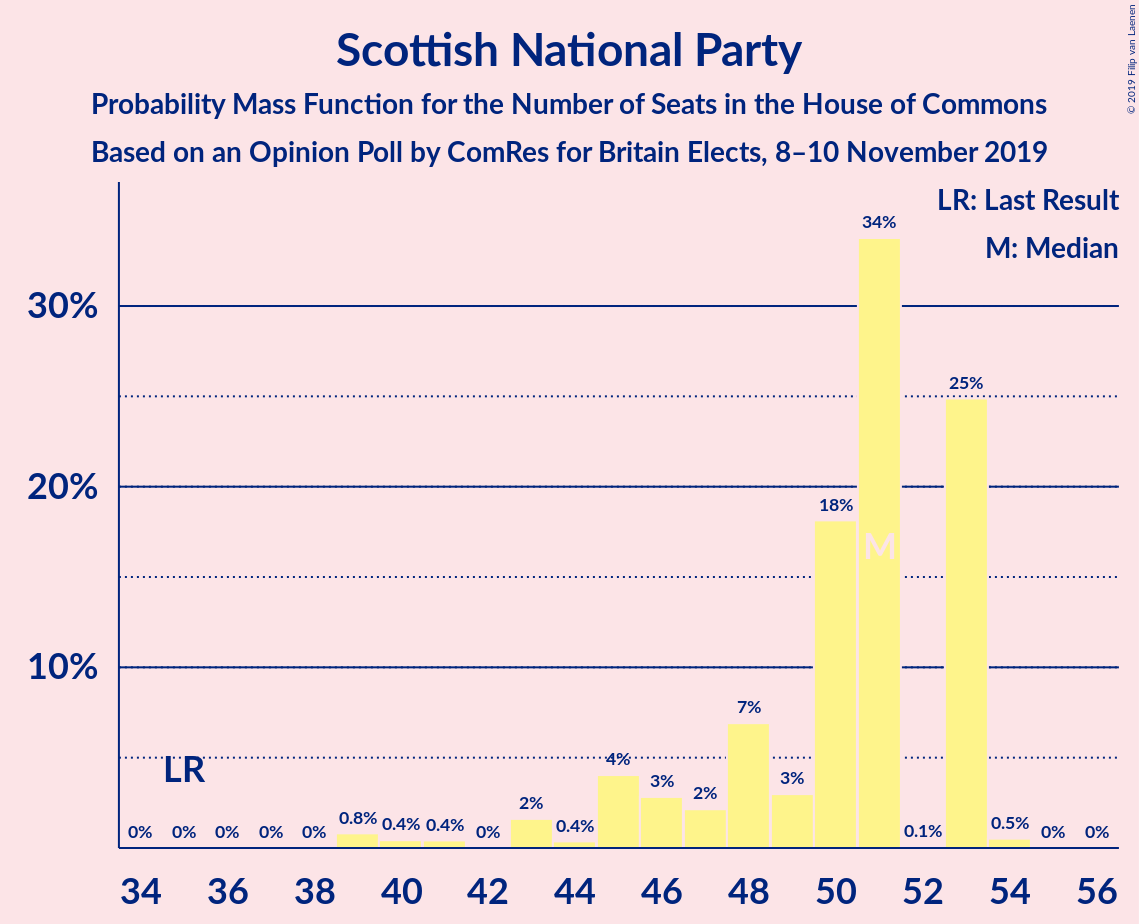 © 2019 Filip van Laenen
Scottish National Party
Probability Mass Function for the Number of Seats in the House of Commons
Based on an Opinion Poll by ComRes for Britain Elects, 8–10 November 2019
LR: Last Result
M: Median
30%
20%
10%
LR
M
0% 0% 0% 0% 0% 0.8% 0.4% 0.4% 0% 2% 0.4% 4% 3% 2% 7% 3% 18% 34% 0.1% 25% 0.5% 0% 0%
34 36 38 40 42 44 46 48 50 52 54 56